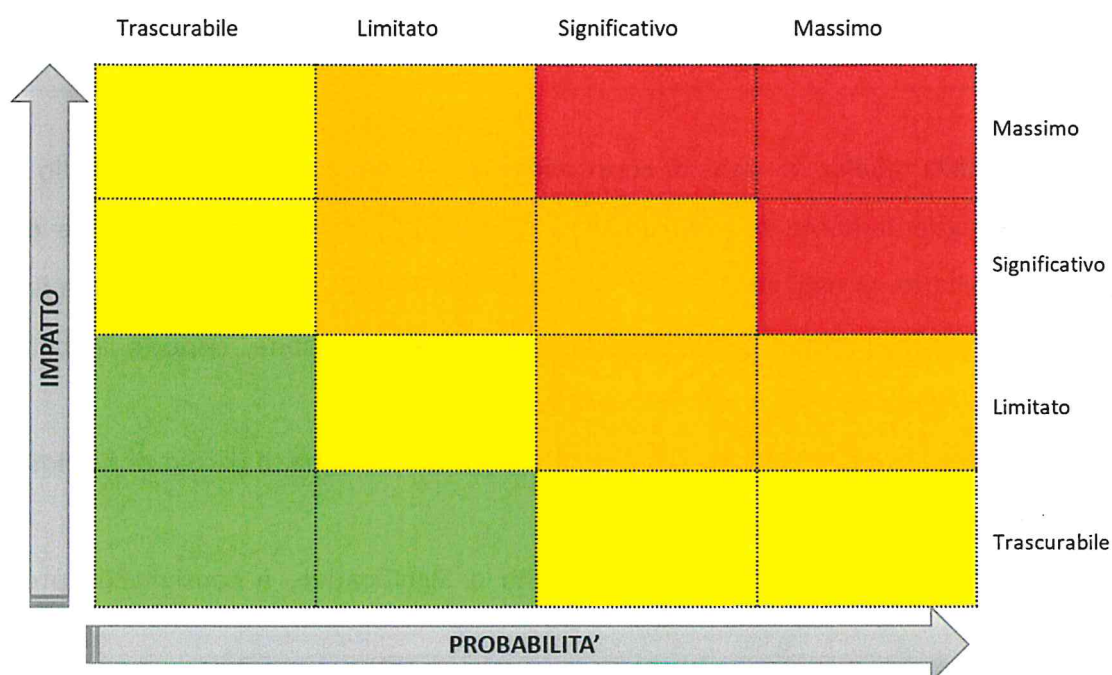 Trascurabile Limitato Significativo Massimo
Massimo
Significativo
IMPATTO
Limitato
Trascurabile
PROBABILITA’